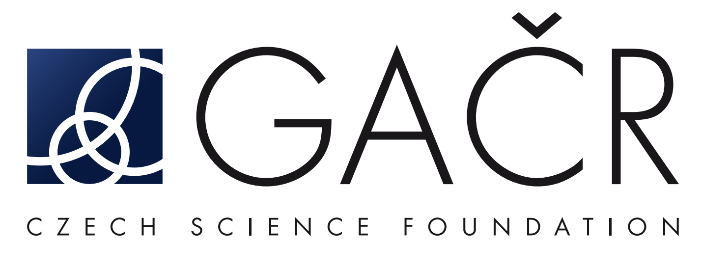 GAČR
CZECH SCIENCE FOUNDATION